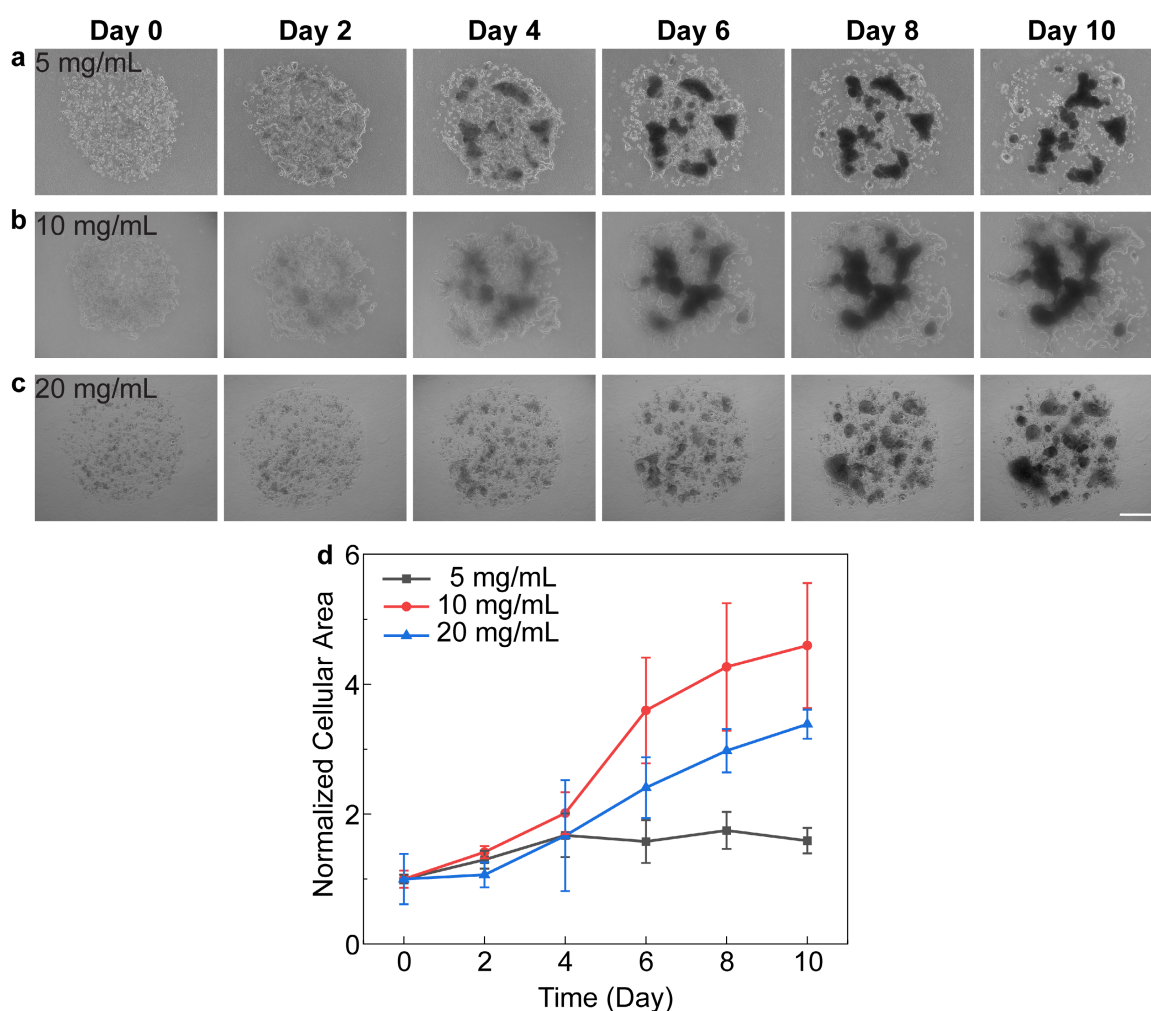 Day 0 Day 2 Day 4 Day 6 Day 8 Day 10
a 5 mg/mL
b 10 mg/mL
c 20 mg/mL
d
6
5 mg/mL
10 mg/mL
20 mg/mL
4
2
0
Normalized Cellular Area
0 2 4 6 8 10
Time (Day)